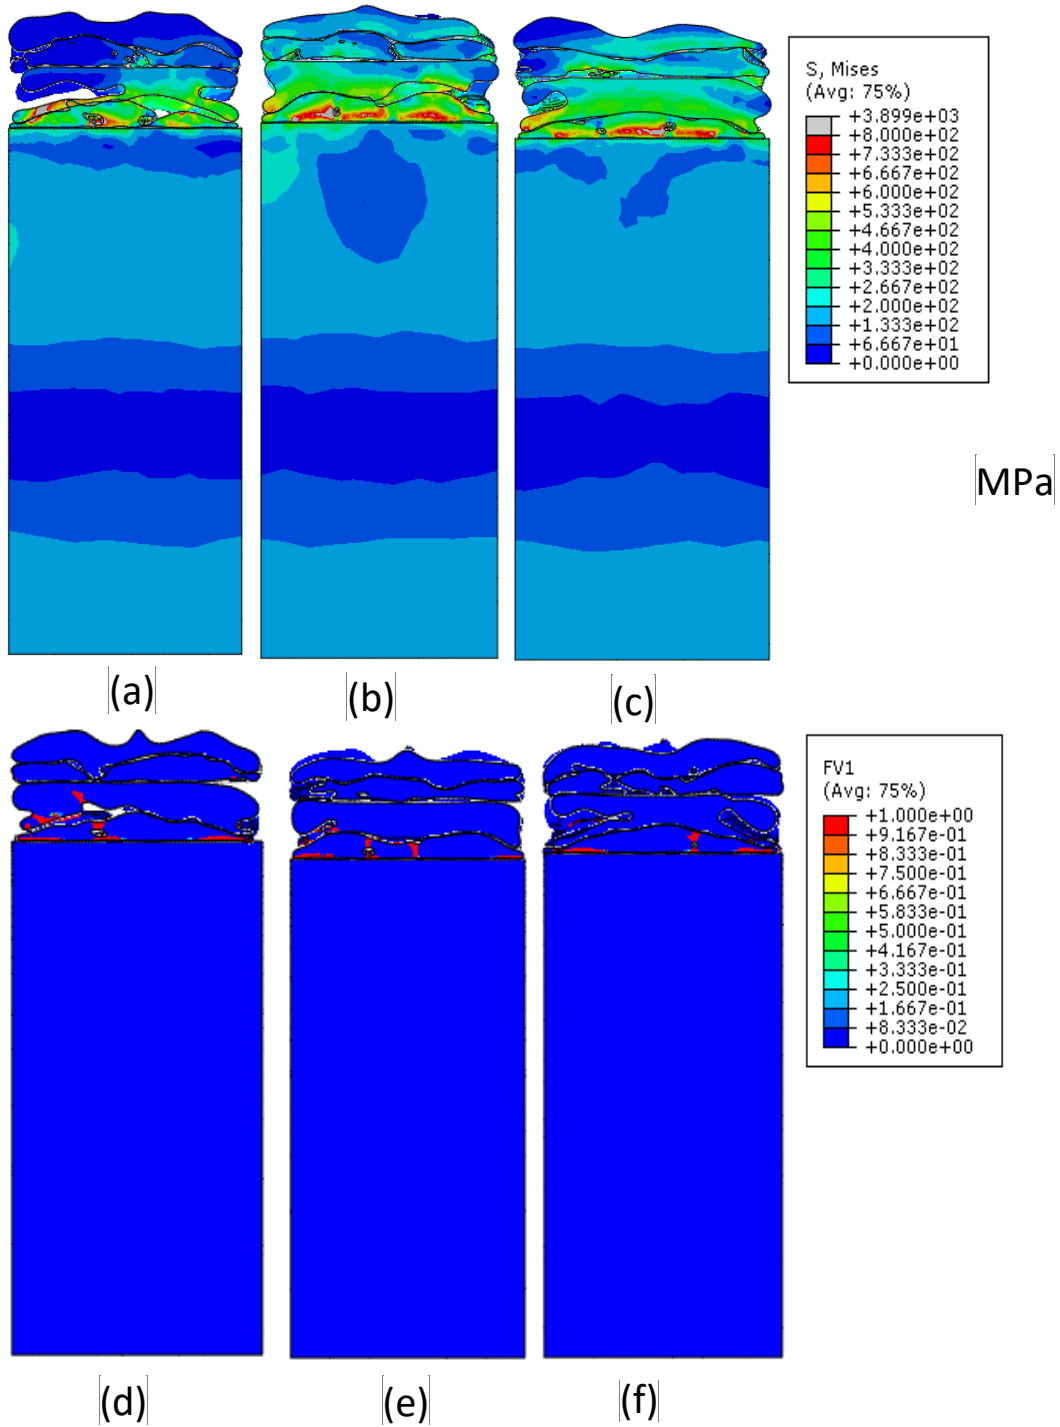 S, Mises
(Avg: 75%)
+3.899e+03
+8.000e+02
+7.333e+02
+6.667e+02
+6.000e+02
+5.333e+02
+4.667e+02
+4.000e+02
+3.333e+02
+2.667e+02
+2.000e+02
+1.333e+02
+6.667e+01
+0.000e+00
MPa
(a)
(b)
(c)
FV1
(Avg: 75%)
+1.000e+00
+9.167e-01
+8.333e-01
+7.500e-01
+6.667e-01
+5.833e-01
+5.000e-01
+4.167e-01
+3.333e-01
+2.500e-01
+1.667e-01
+8.333e-02
+0.000e+00
(d)
(e)
(f)